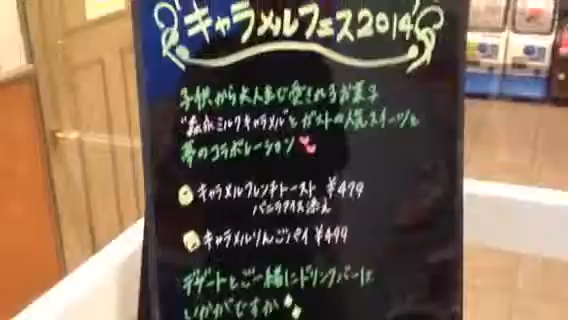 キャラメルフェス2014
子供から大人まで愛されるお菓子
"森永ミルクキャラメル"とガストの人気スイーツと
夢のコラボレーション
キャラメルフレンチトースト ¥479
バニラアイス添え
キャラメルりんごパイ ¥499
デザートとご一緒にドリンクバーは
いかがですか